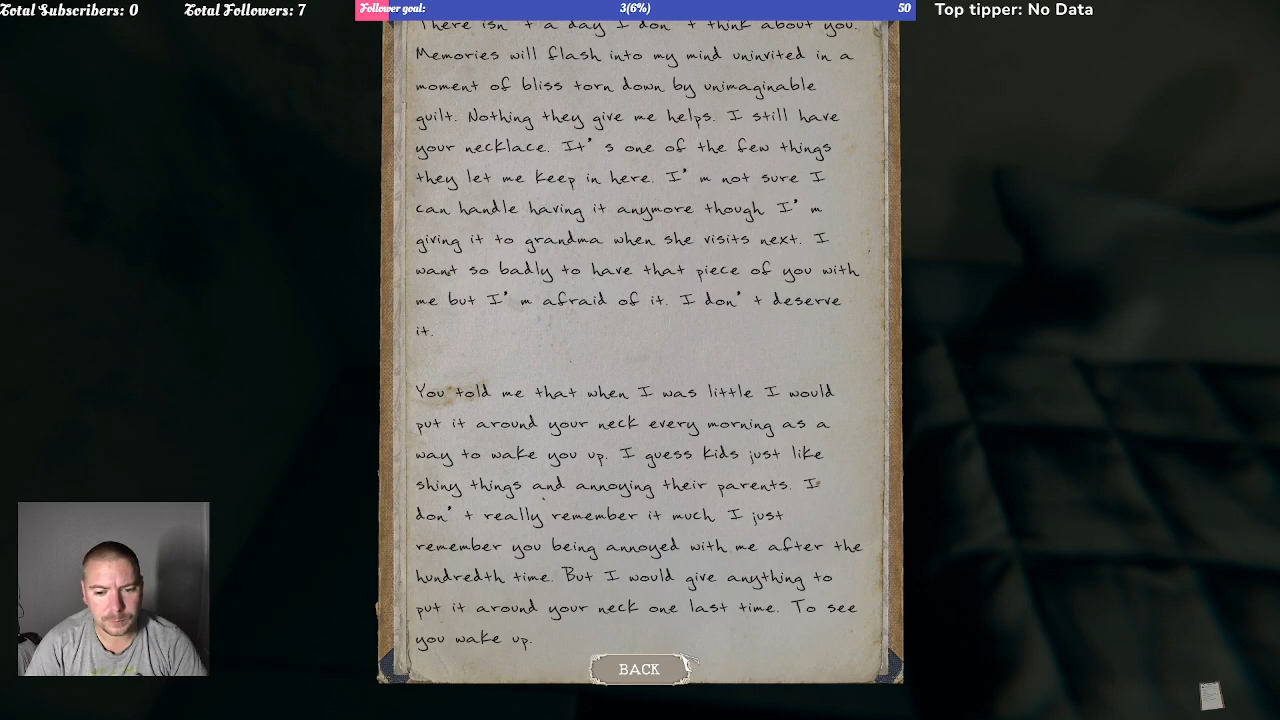 Total Subscribers: 0 Total Followers: 7 Follower goal: 3(6%) 50 Top tipper: No Data
There isn't a day I don't think about you.
Memories will flash into my mind uninvited in a
moment of bliss torn down by unimaginable
guilt. Nothing they give me helps. I still have
your necklace. It's one of the few things
they let me keep in here. I'm not sure I
can handle having it anymore though I'm
giving it to grandma when she visits next. I
want so badly to have that piece of you with
me but I'm afraid of it. I don't deserve
it.
You told me that when I was little I would
put it around your neck every morning as a
way to wake you up. I guess kids just like
shiny things and annoying their parents. I
don't really remember it much I just
remember you being annoyed with me after the
hundredth time. But I would give anything to
put it around your neck one last time. To see
you wake up.
BACK